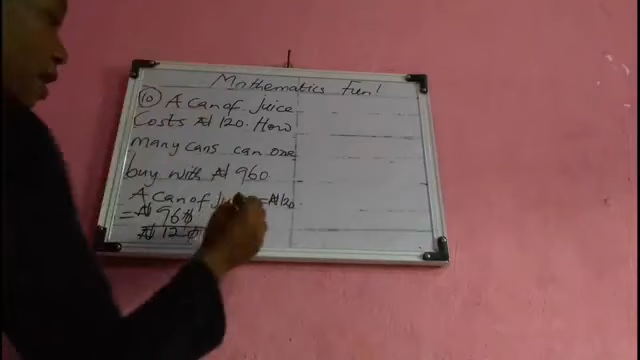 Mathematics Fun!
(10) A can of Juice
Costs ₦ 120. How
many cans can one
buy with ₦ 960
A can of = ₦120
= ₦ 960
₦ 120